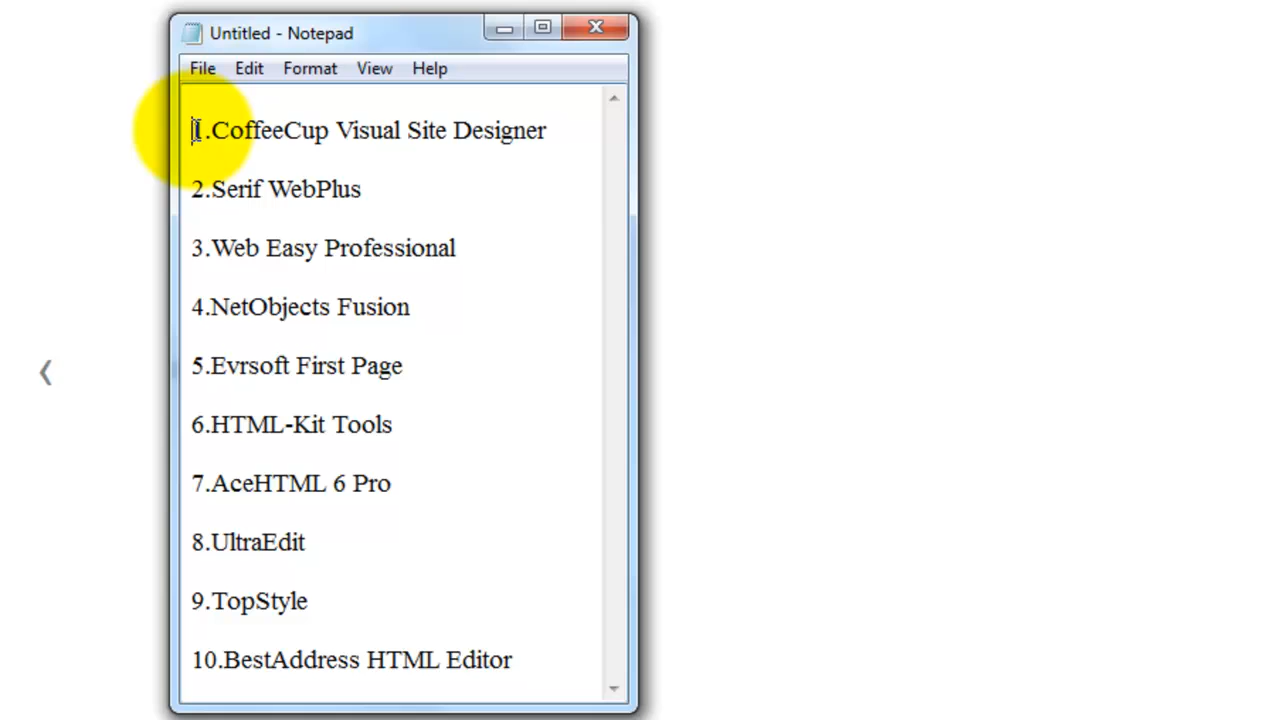 Untitled - Notepad
File Edit Format View Help
1.CoffeeCup Visual Site Designer
2.Serif WebPlus
3.Web Easy Professional
4.NetObjects Fusion
5.Evrsoft First Page
6.HTML-Kit Tools
7.AceHTML 6 Pro
8.UltraEdit
9.TopStyle
10.BestAddress HTML Editor